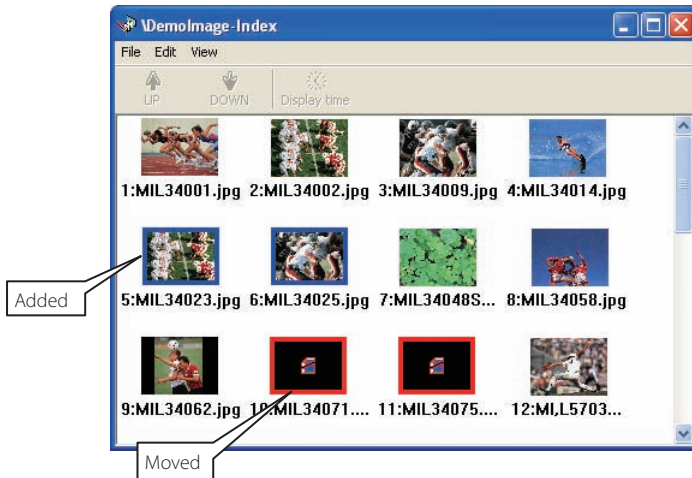 \DemoImage-Index
File Edit View
UP DOWN Display time
1:MIL34001.jpg 2:MIL34002.jpg 3:MIL34009.jpg 4:MIL34014.jpg
Added
5:MIL34023.jpg 6:MIL34025.jpg 7:MIL34048S... 8:MIL34058.jpg
9:MIL34062.jpg 10:MIL34071.... 11:MIL34075.... 12:MI,L5703...
Moved